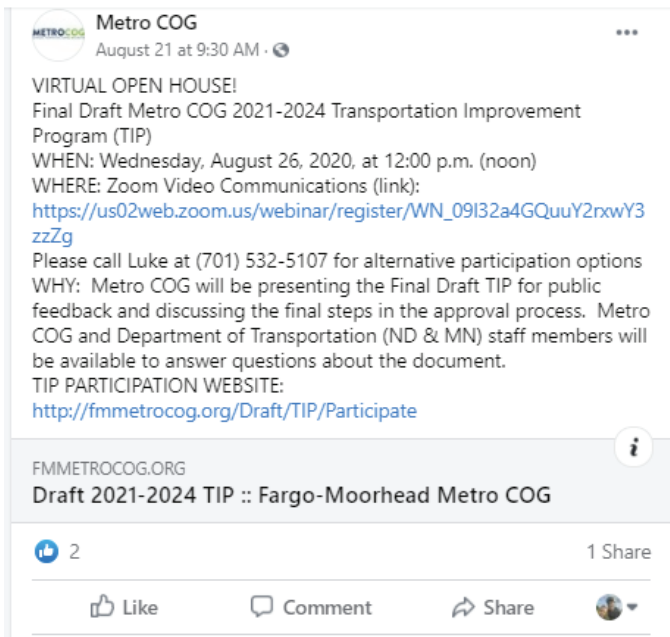 METROCOG
Metro COG
August 21 at 9:30 AM ·
VIRTUAL OPEN HOUSE!
Final Draft Metro COG 2021-2024 Transportation Improvement
Program (TIP)
WHEN: Wednesday, August 26, 2020, at 12:00 p.m. (noon)
WHERE: Zoom Video Communications (link):
https://us02web.zoom.us/webinar/register/WN_09I32a4GQuuY2rxwY3
zzZg
Please call Luke at (701) 532-5107 for alternative participation options
WHY:  Metro COG will be presenting the Final Draft TIP for public
feedback and discussing the final steps in the approval process.  Metro
COG and Department of Transportation (ND & MN) staff members will
be available to answer questions about the document.
TIP PARTICIPATION WEBSITE:
http://fmmetrocog.org/Draft/TIP/Participate
FMMETROCOG.ORG
Draft 2021-2024 TIP :: Fargo-Moorhead Metro COG
2
1 Share
Like
Comment
Share